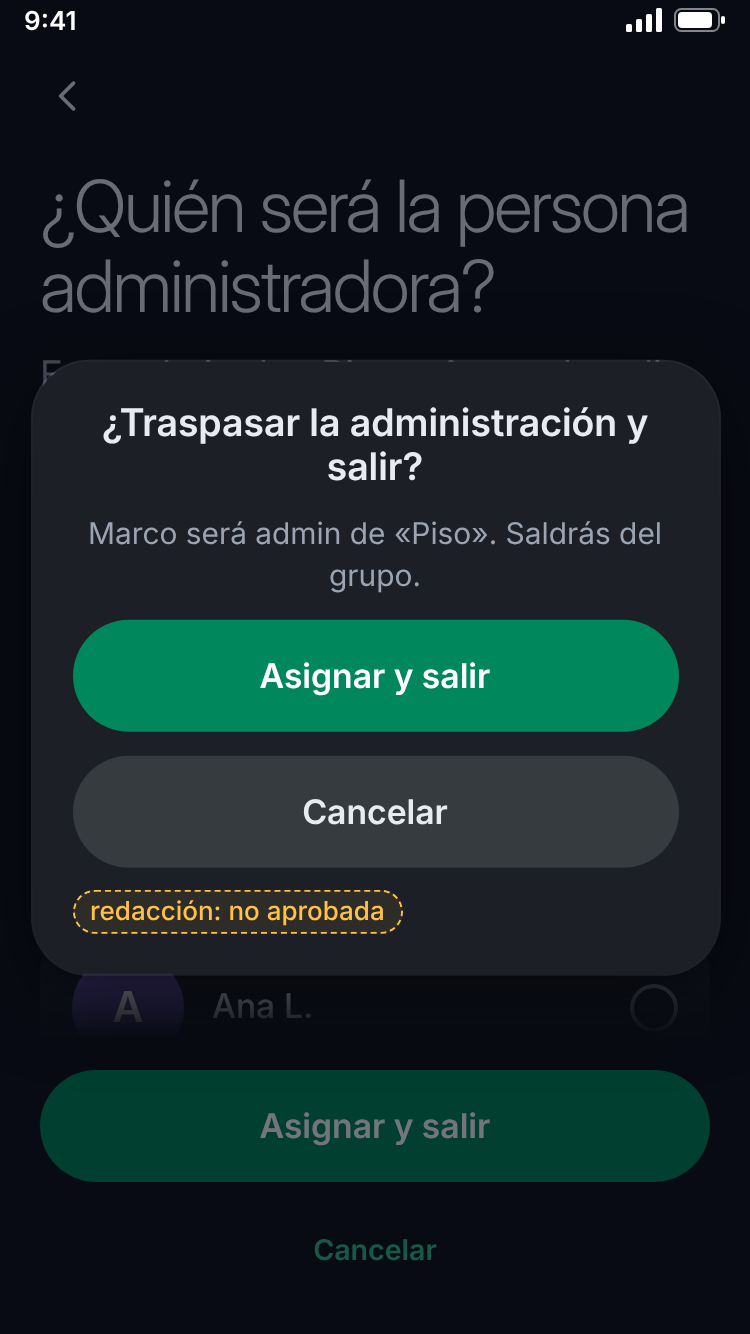 9:41
¿Quién será la persona
administradora?
¿Traspasar la administración y
salir?
Marco será admin de «Piso». Saldrás del
grupo.
Asignar y salir
Cancelar
redacción: no aprobada
A
Ana L.
Asignar y salir
Cancelar